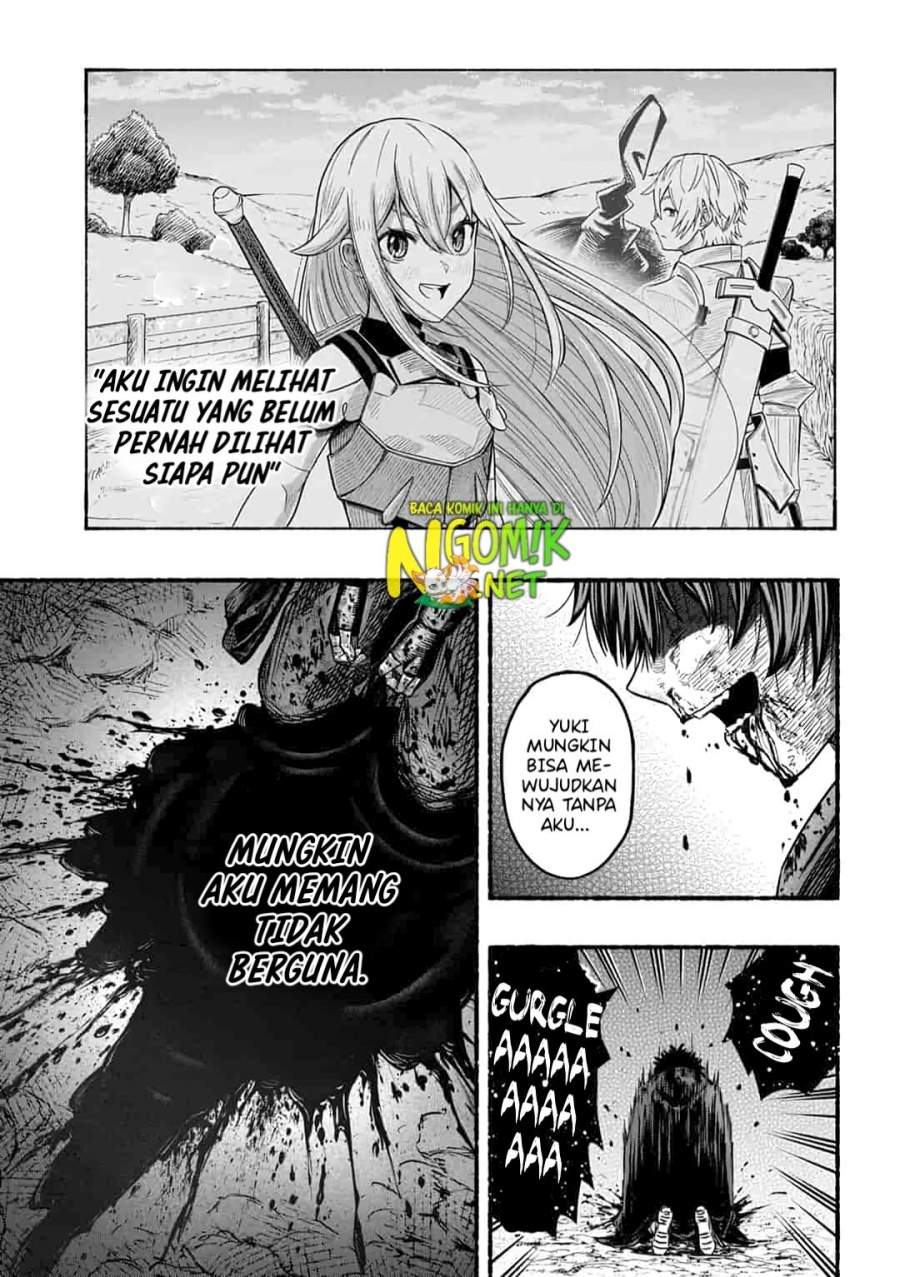 "AKU INGIN MELIHAT
SESUATU YANG BELUM
PERNAH DILIHAT
SIAPA PUN"
BACA KOMIK INI HANYA DI
NGOM!K
.NET
YUKI
MUNGKIN
BISA ME-
WUJUDKAN
NYA TANPA
AKU...
MUNGKIN
AKU MEMANG
TIDAK
BERGUNA.
COUGH
GURGLE
AAAAA
AAAA
AAA